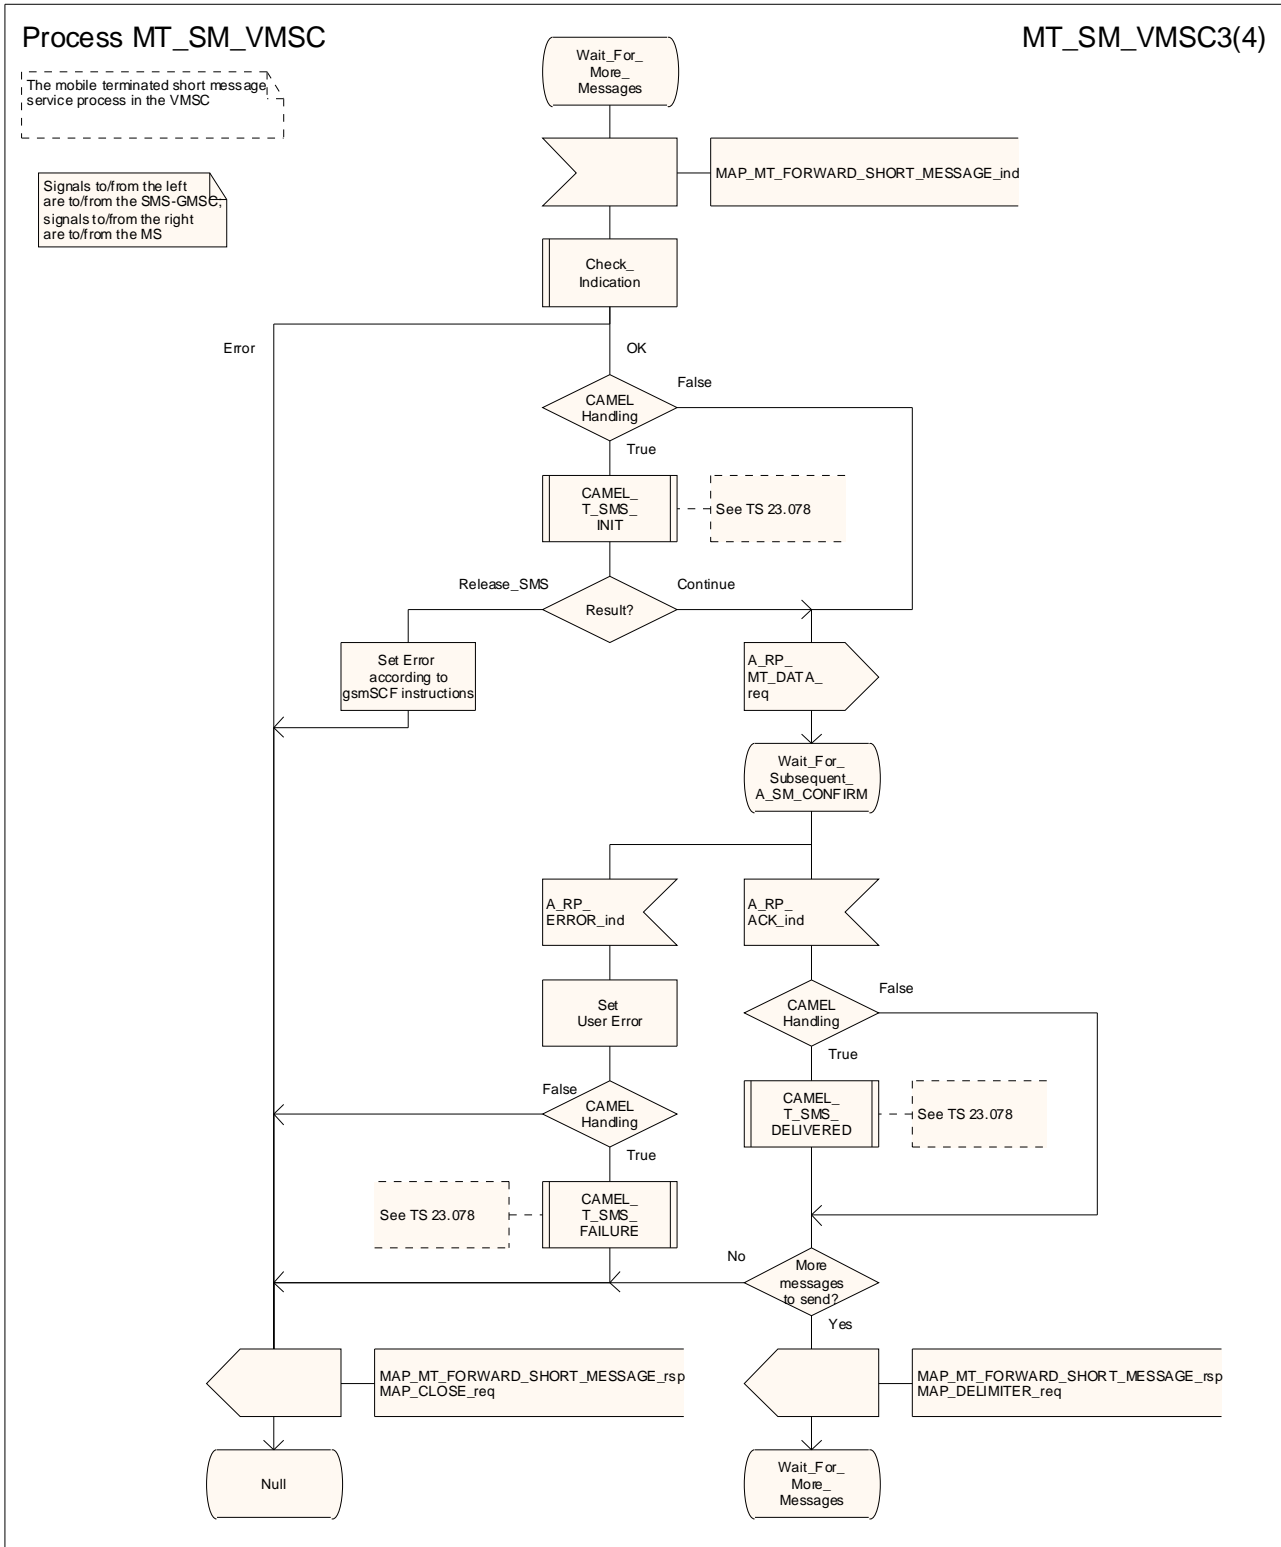 Process MT_SM_VMSC
MT_SM_VMSC3(4)
The mobile terminated short message
service process in the VMSC
Signals to/from the left
are to/from the SMS-GMSC;
signals to/from the right
are to/from the MS
Wait_For_
More_
Messages
MAP_MT_FORWARD_SHORT_MESSAGE_ind
Check_
Indication
Error
OK
CAMEL
Handling
False
True
CAMEL_
T_SMS_
INIT
See TS 23.078
Release_SMS
Result?
Continue
Set Error
according to
gsmSCF instructions
A_RP_
MT_DATA_
req
Wait_For_
Subsequent_
A_SM_CONFIRM
A_RP_
ERROR_ind
A_RP_
ACK_ind
Set
User Error
CAMEL
Handling
False
True
False
CAMEL
Handling
True
CAMEL_
T_SMS_
DELIVERED
See TS 23.078
See TS 23.078
CAMEL_
T_SMS_
FAILURE
No
More
messages
to send?
Yes
MAP_MT_FORWARD_SHORT_MESSAGE_rsp
MAP_CLOSE_req
MAP_MT_FORWARD_SHORT_MESSAGE_rsp
MAP_DELIMITER_req
Null
Wait_For_
More_
Messages